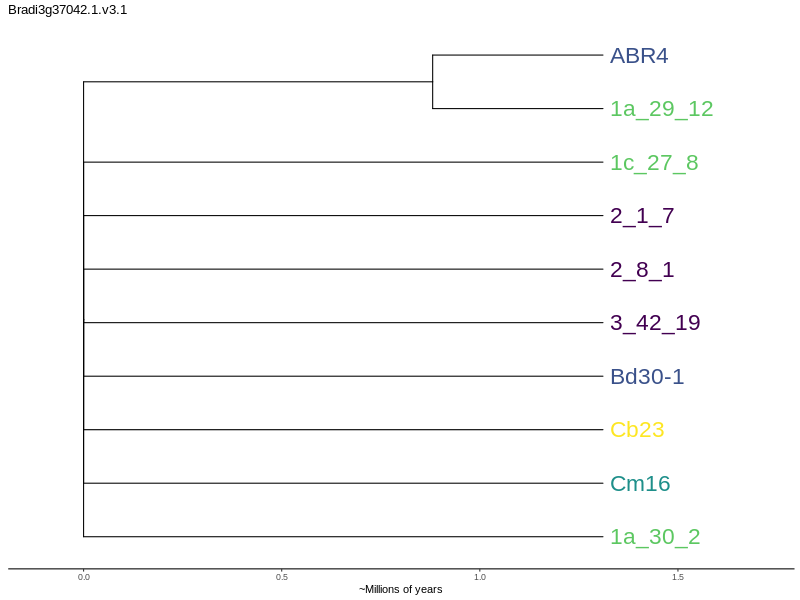 Bradi3g37042.1.v3.1
ABR4
1a_29_12
1c_27_8
2_1_7
2_8_1
3_42_19
Bd30-1
Cb23
Cm16
1a_30_2
0.0 0.5 1.0 1.5
~Millions of years